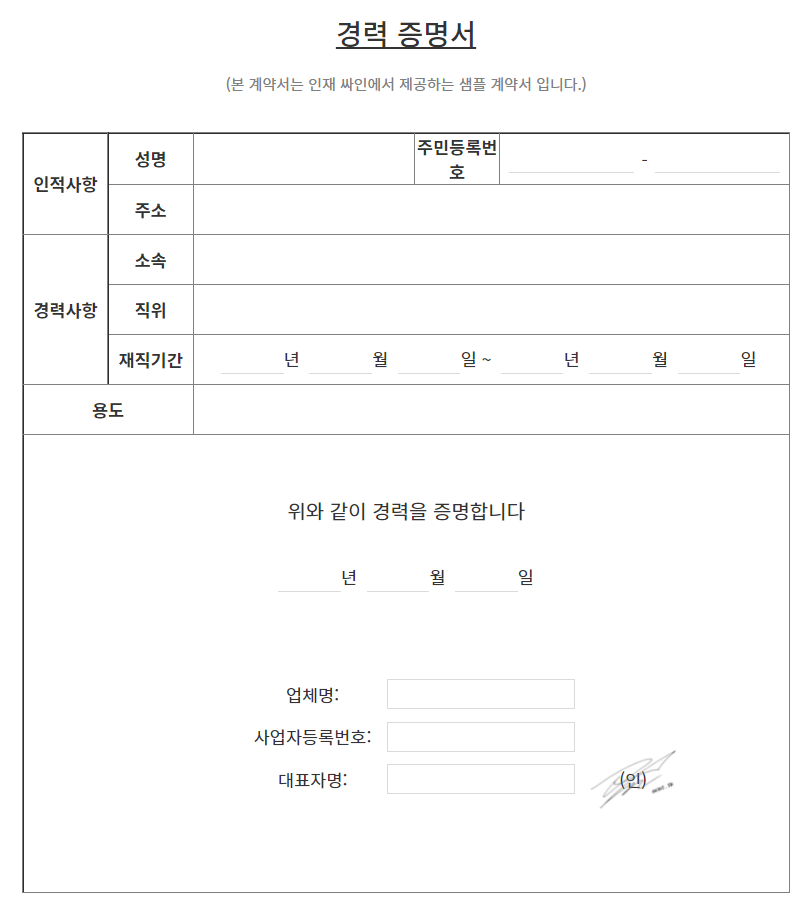 경력 증명서
(본 계약서는 인재 싸인에서 제공하는 샘플 계약서 입니다.)
인적사항
성명
주민등록번
호
-
주소
경력사항
소속
직위
재직기간
년 월 일 ~ 년 월 일
용도
위와 같이 경력을 증명합니다
년 월 일
업체명:
사업자등록번호:
대표자명:
(인)